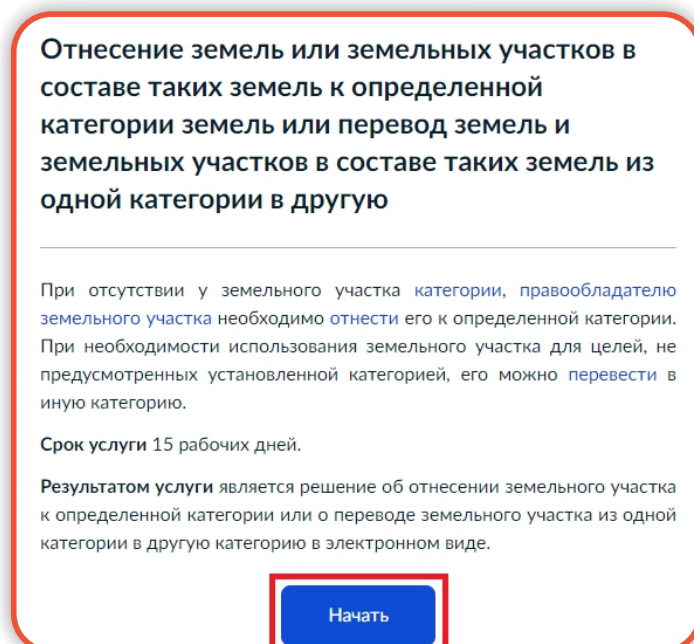 Отнесение земель или земельных участков в
составе таких земель к определенной
категории земель или перевод земель и
земельных участков в составе таких земель из
одной категории в другую
При отсутствии у земельного участка категории, правообладателю
земельного участка необходимо отнести его к определенной категории.
При необходимости использования земельного участка для целей, не
предусмотренных установленной категорией, его можно перевести в
иную категорию.
Срок услуги 15 рабочих дней.
Результатом услуги является решение об отнесении земельного участка
к определенной категории или о переводе земельного участка из одной
категории в другую категорию в электронном виде.
Начать